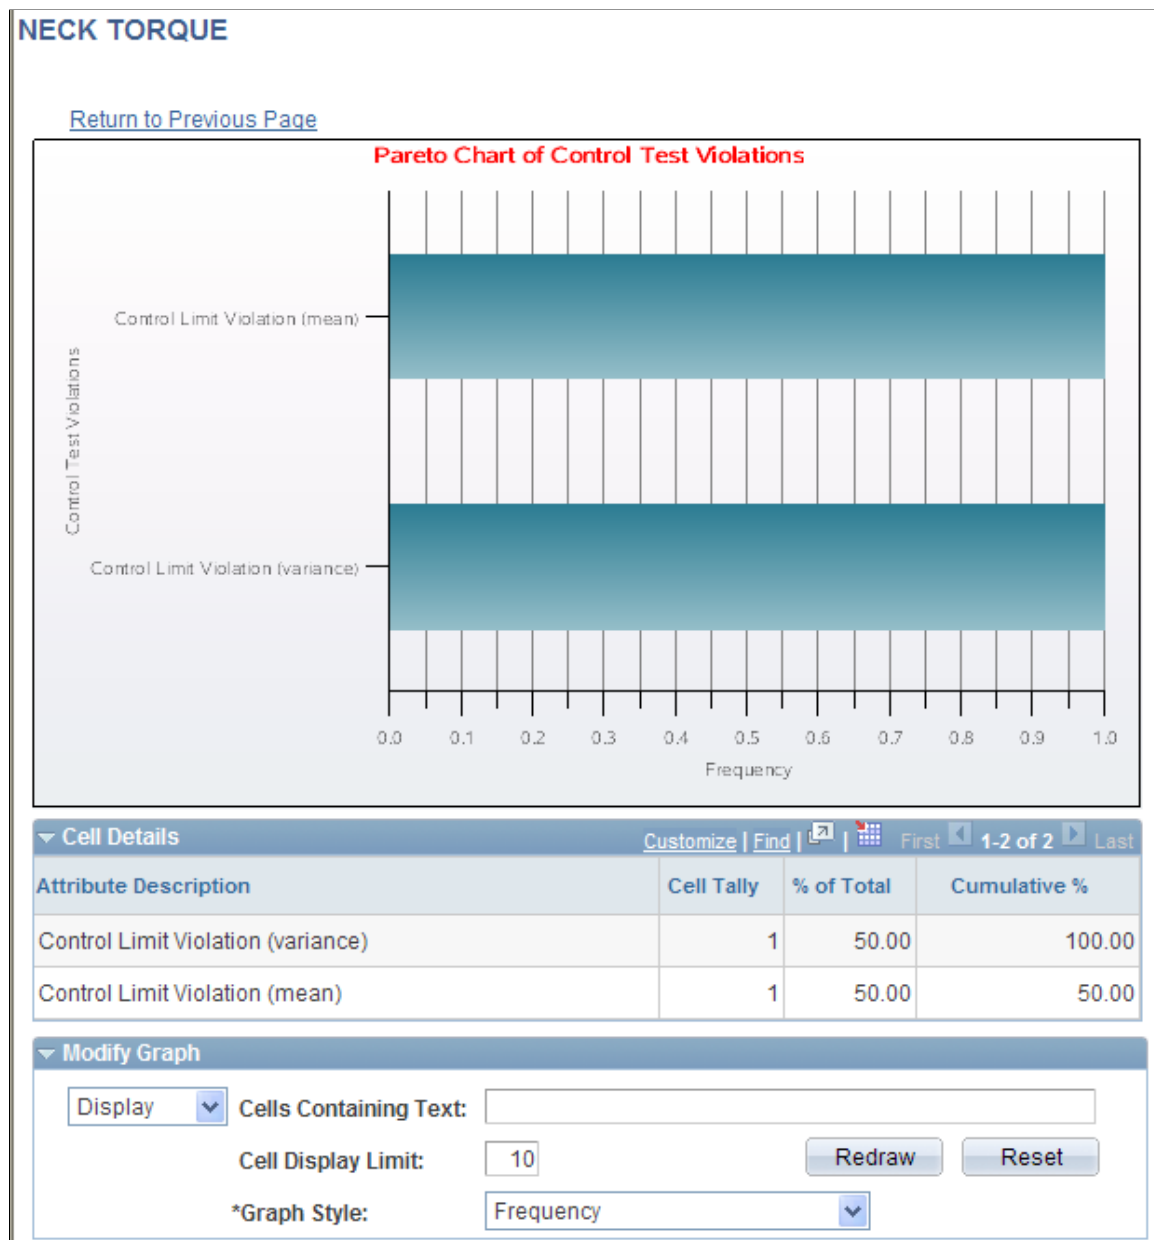 NECK TORQUE
Return to Previous Page
Pareto Chart of Control Test Violations
Control Test Violations
Control Limit Violation (mean)
Control Limit Violation (variance)
0.0 0.1 0.2 0.3 0.4 0.5 0.6 0.7 0.8 0.9 1.0
Frequency
Cell Details Customize | Find | | First 1-2 of 2 Last
Attribute Description Cell Tally % of Total Cumulative %
Control Limit Violation (variance) 1 50.00 100.00
Control Limit Violation (mean) 1 50.00 50.00
Modify Graph
Display Cells Containing Text:
Cell Display Limit: 10 Redraw Reset
*Graph Style: Frequency